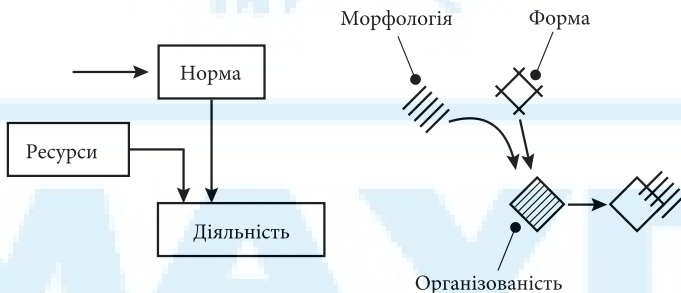 Морфологія
Форма
Норма
Ресурси
Діяльність
Організованість